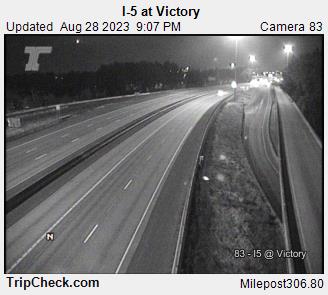 I-5 at Victory
Updated Aug 28 2023 9:07 PM Camera 83
T
N
83 - I5 @ Victory
TripCheck.com Milepost306.80